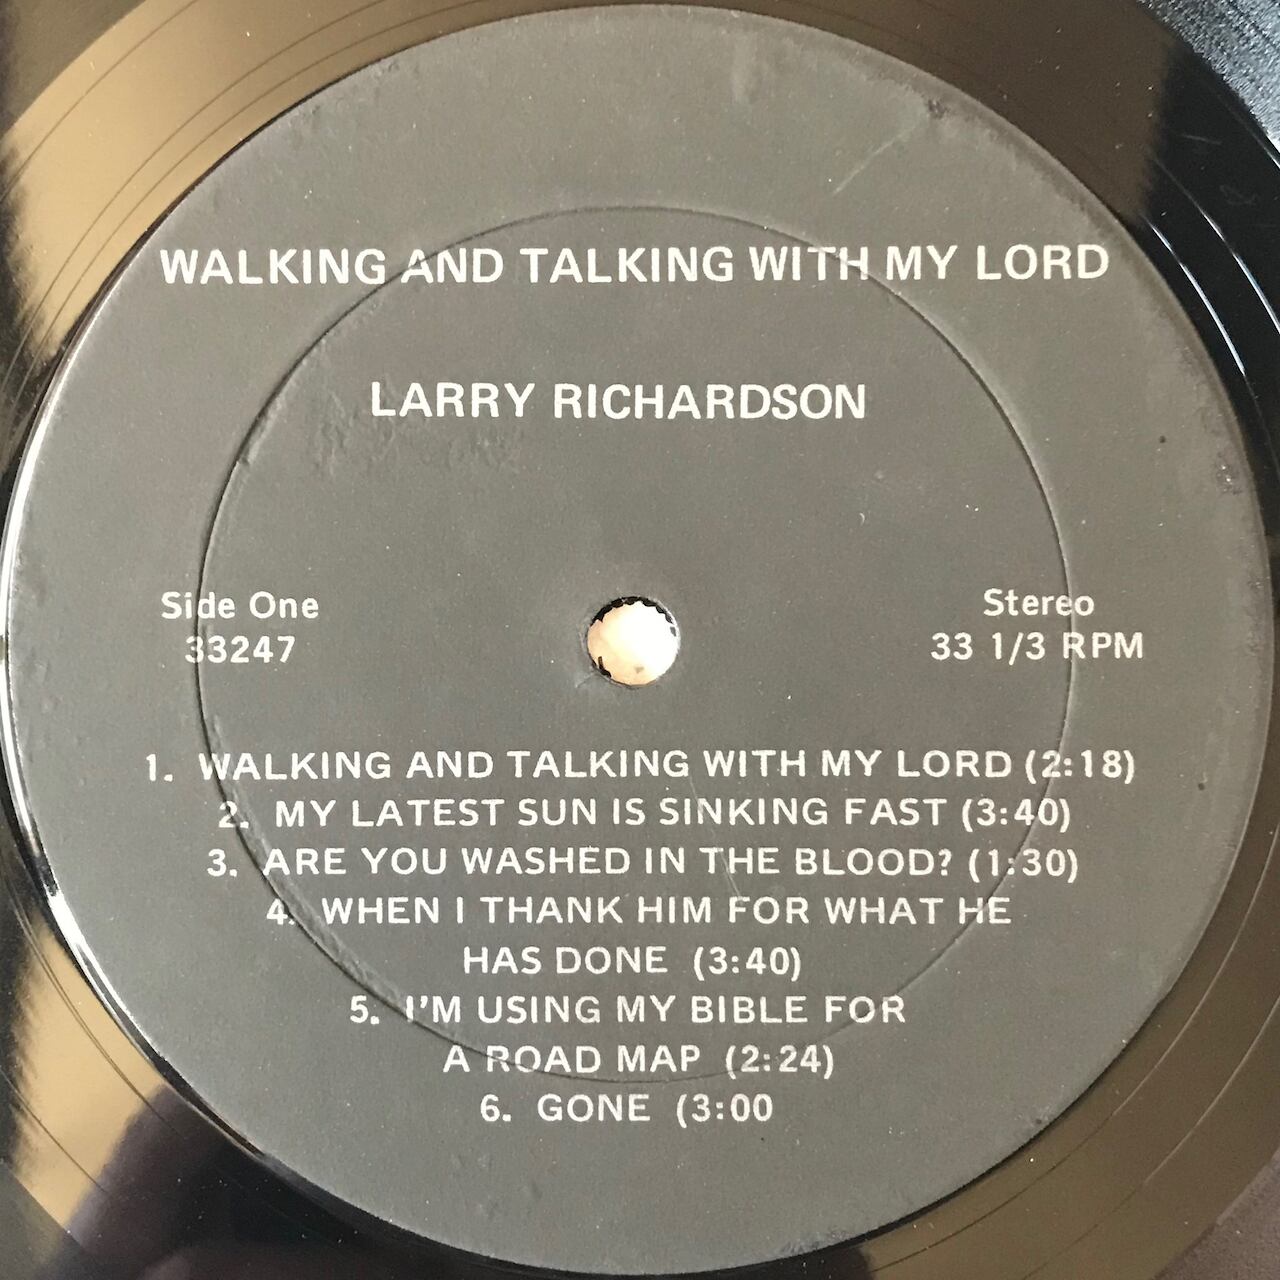 WALKING AND TALKING WITH MY LORD
LARRY RICHARDSON
Side One
33247
Stereo
33 1/3 RPM
1. WALKING AND TALKING WITH MY LORD (2:18)
2. MY LATEST SUN IS SINKING FAST (3:40)
3. ARE YOU WASHED IN THE BLOOD? (1:30)
4. WHEN I THANK HIM FOR WHAT HE
HAS DONE (3:40)
5. I'M USING MY BIBLE FOR
A ROAD MAP (2:24)
6. GONE (3:00